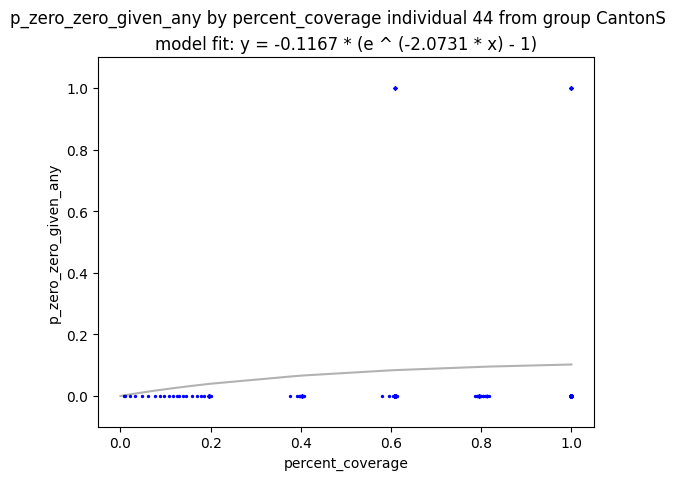 p_zero_zero_given_any by percent_coverage individual 44 from group CantonS
model fit: y = -0.1167 * (e ^ (-2.0731 * x) - 1)
1.0
0.8
0.6
0.4
0.2
0.0
p_zero_zero_given_any
0.0 0.2 0.4 0.6 0.8 1.0
percent_coverage